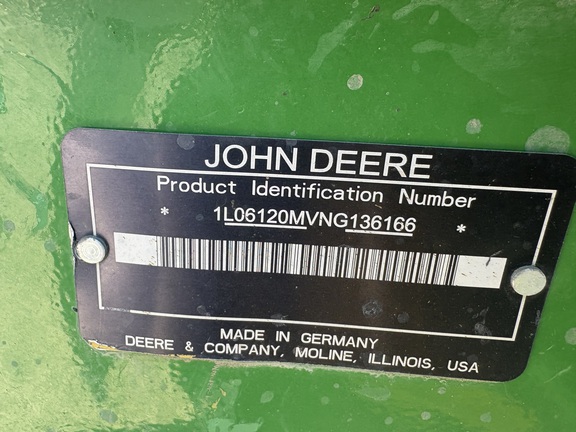 JOHN DEERE
Product Identification Number
* 1L06120MVNG136166 *
MADE IN GERMANY
DEERE & COMPANY, MOLINE, ILLINOIS, USA